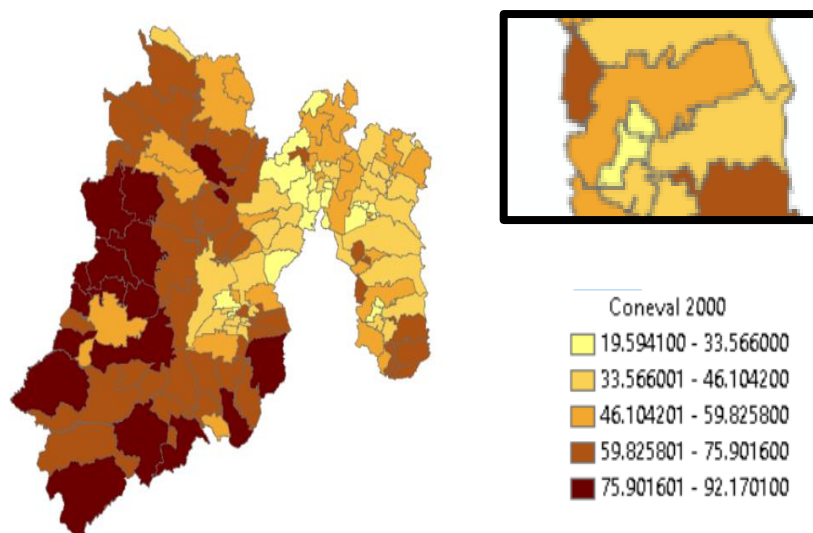 Coneval 2000
19.594100 - 33.566000
33.566001 - 46.104200
46.104201 - 59.825800
59.825801 - 75.901600
75.901601 - 92.170100